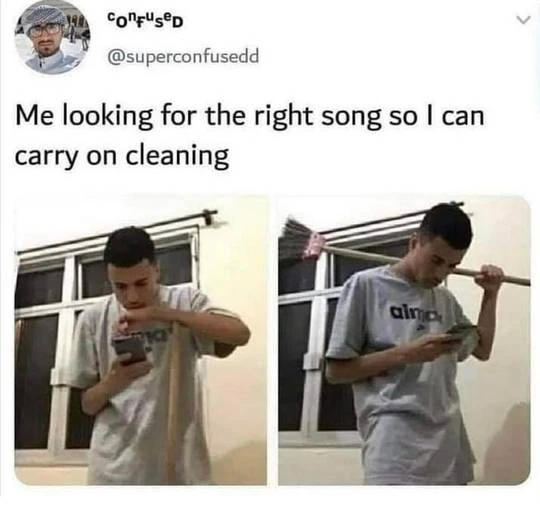 ᶜᴼⁿFᵁˢᵉD
@superconfusedd
Me looking for the right song so I can
carry on cleaning